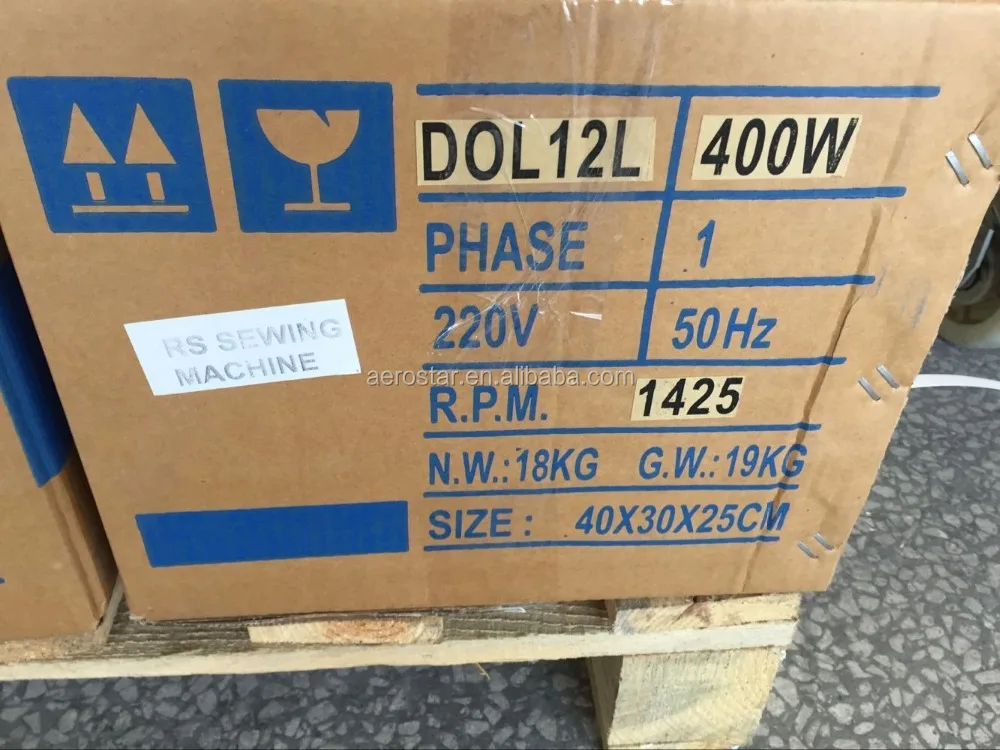 DOL12L 400W
PHASE 1
220V 50Hz
RS SEWING
MACHINE
aerostar.en.alibaba.com
R.P.M. 1425
N.W.:18KG G.W.:19KG
SIZE : 40X30X25CM